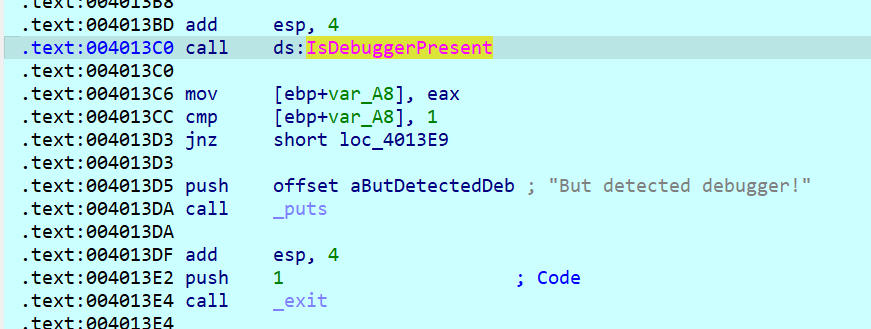 .text:004013B8
.text:004013BD add esp, 4
.text:004013C0 call ds:IsDebuggerPresent
.text:004013C0
.text:004013C6 mov [ebp+var_A8], eax
.text:004013CC cmp [ebp+var_A8], 1
.text:004013D3 jnz short loc_4013E9
.text:004013D3
.text:004013D5 push offset aButDetectedDeb ; "But detected debugger!"
.text:004013DA call _puts
.text:004013DA
.text:004013DF add esp, 4
.text:004013E2 push 1 ; Code
.text:004013E4 call _exit
.text:004013E4